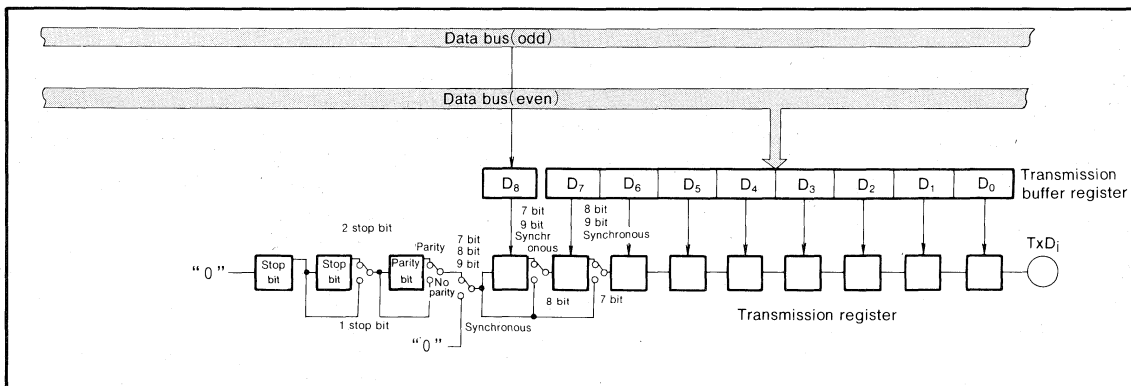 Data bus(odd)
Data bus(even)
D8
D7
D6
D5
D4
D3
D2
D1
D0
Transmission
buffer register
2 stop bit
Parity
7 bit
8 bit
9 bit
7 bit
9 bit
Synchr
onous
8 bit
9 bit
Synchronous
TxDi
"0"
Stop
bit
Stop
bit
Parity
bit
No
parity
8 bit
7 bit
1 stop bit
Synchronous
Transmission register
"0"